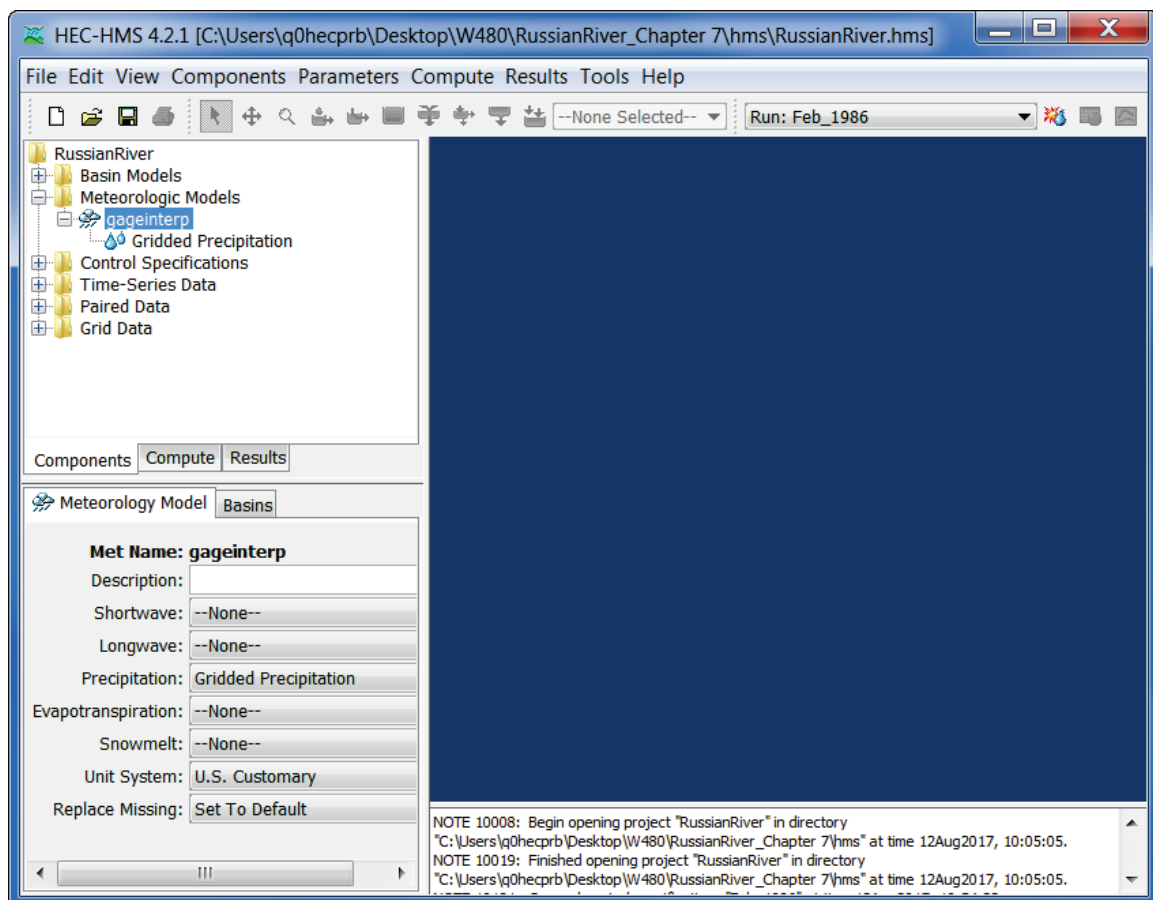 HEC-HMS 4.2.1 [C:\Users\q0hecprb\Desktop\W480\RussianRiver_Chapter 7\hms\RussianRiver.hms]
File Edit View Components Parameters Compute Results Tools Help
--None Selected-- Run: Feb_1986
RussianRiver
Basin Models
Meteorologic Models
gageinterp
Gridded Precipitation
Control Specifications
Time-Series Data
Paired Data
Grid Data
Components Compute Results
Meteorology Model Basins
Met Name: gageinterp
Description:
Shortwave: --None--
Longwave: --None--
Precipitation: Gridded Precipitation
Evapotranspiration: --None--
Snowmelt: --None--
Unit System: U.S. Customary
Replace Missing: Set To Default
NOTE 10008: Begin opening project "RussianRiver" in directory
"C:\Users\q0hecprb\Desktop\W480\RussianRiver_Chapter 7\hms" at time 12Aug2017, 10:05:05.
NOTE 10019: Finished opening project "RussianRiver" in directory
"C:\Users\q0hecprb\Desktop\W480\RussianRiver_Chapter 7\hms" at time 12Aug2017, 10:05:05.